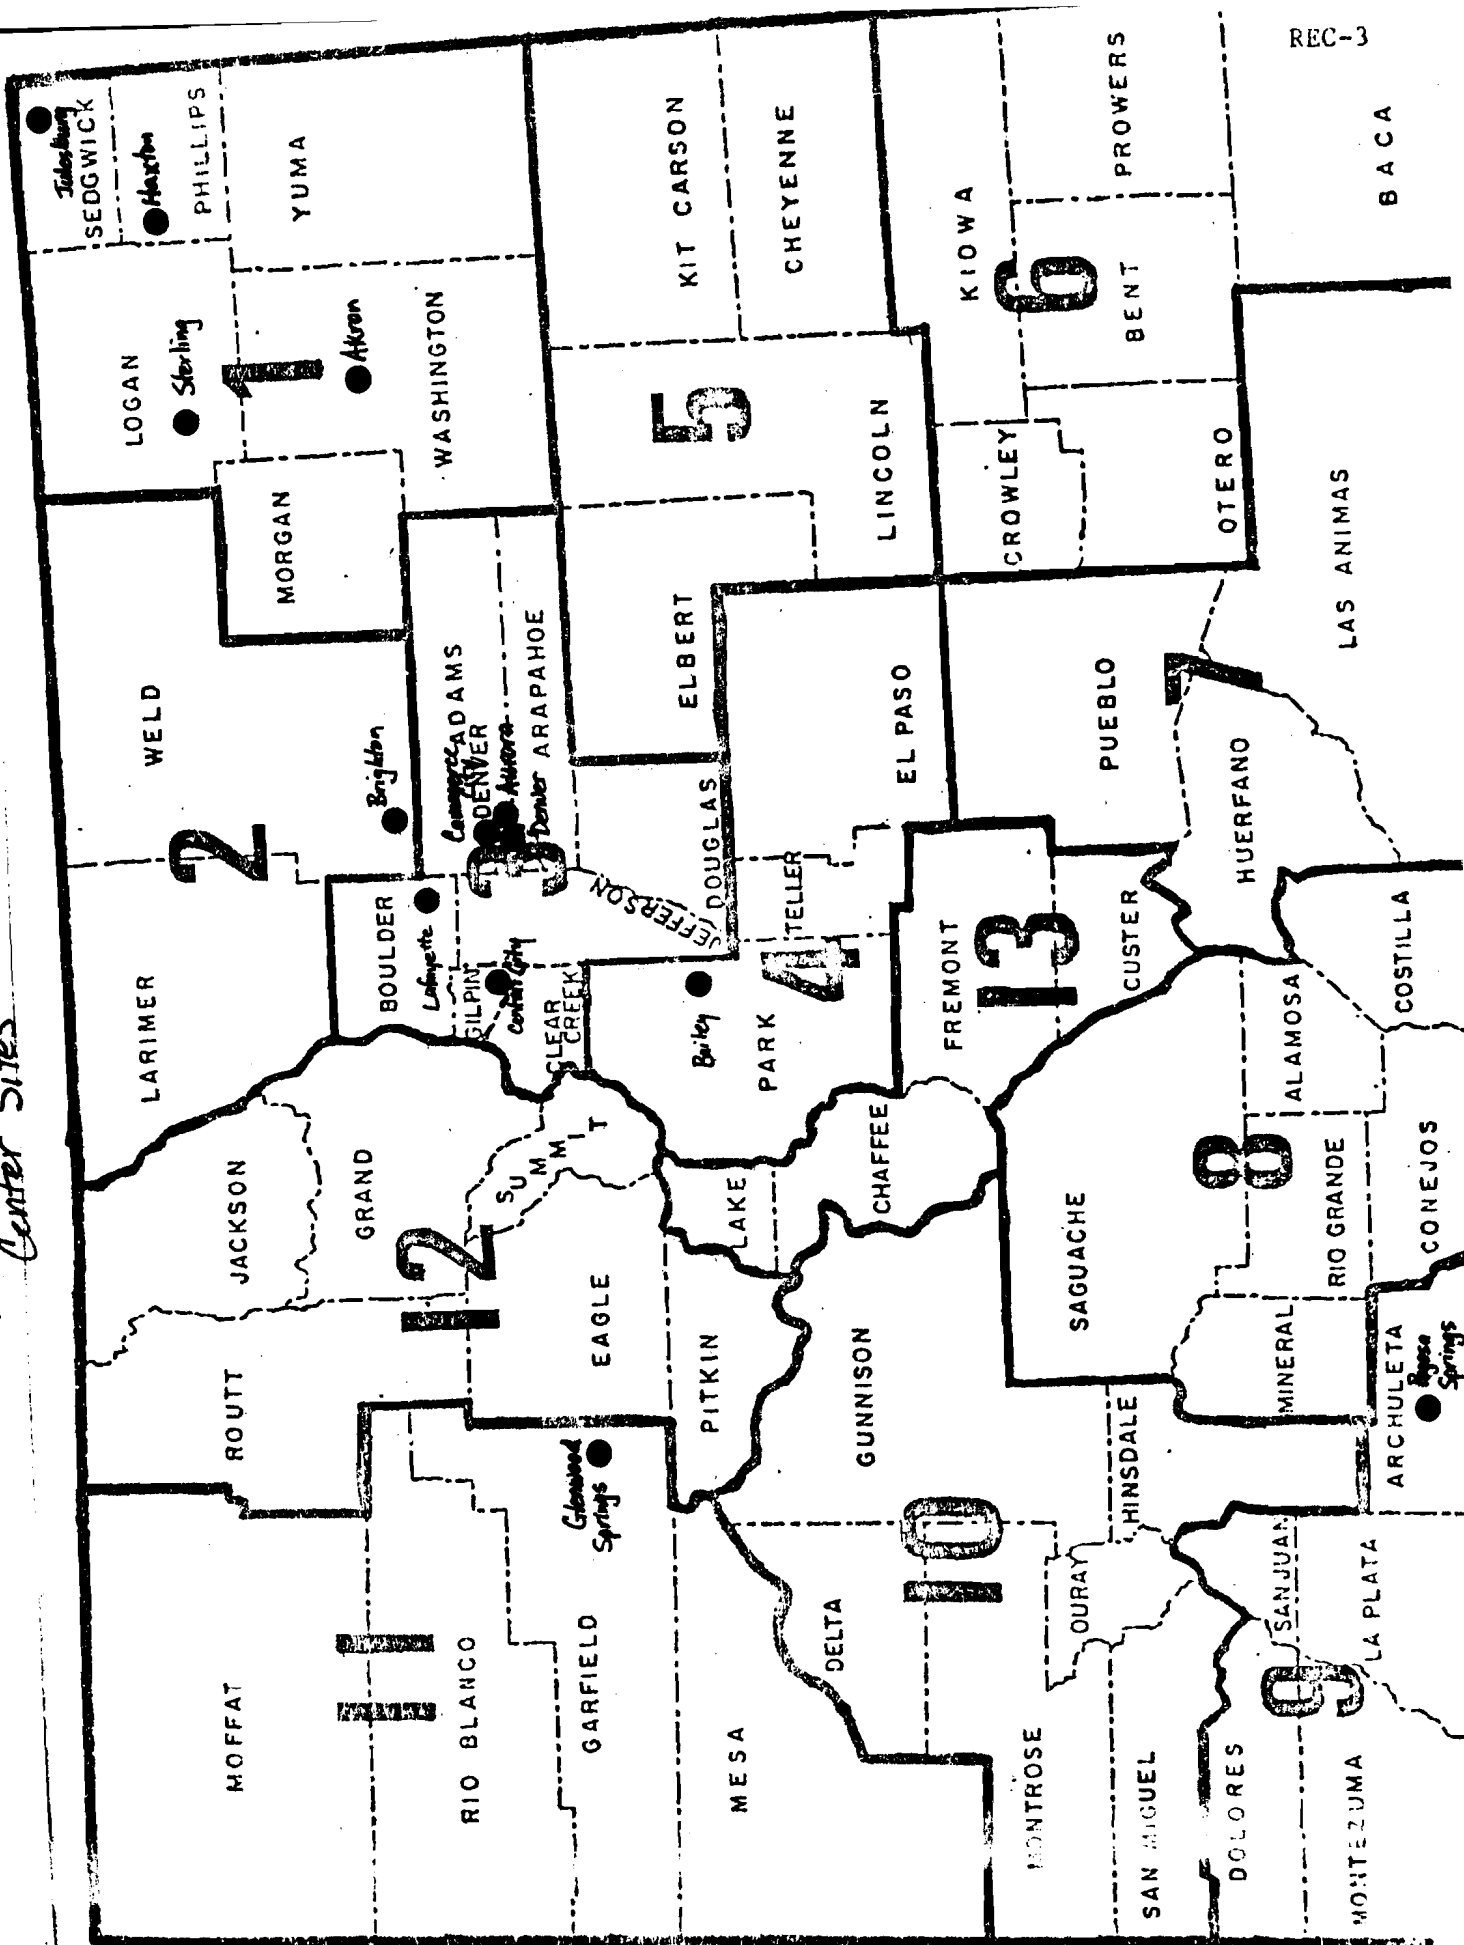 REC-3
Center Sites
Julesburg
SEDGWICK
Haxton
PHILLIPS
YUMA
LOGAN
Sterling
1
Akron
WASHINGTON
MORGAN
WELD
2
Brighton
LARIMER
BOULDER
Lafayette
GILPIN
Central City
CLEAR
CREEK
Commerce
City
ADAMS
DENVER
Aurora
Denver
ARAPAHOE
3
JEFFERSON
DOUGLAS
KIT CARSON
CHEYENNE
5
LINCOLN
ELBERT
EL PASO
TELLER
4
Bailey
PARK
KIOWA
PROWERS
6
BENT
BACA
CROWLEY
OTERO
LAS ANIMAS
PUEBLO
7
HUERFANO
FREMONT
13
CUSTER
COSTILLA
ALAMOSA
8
SAGUACHE
RIO GRANDE
CONEJOS
MINERAL
LAKE
CHAFFEE
JACKSON
GRAND
SUMMIT
12
ROUTT
EAGLE
PITKIN
GUNNISON
HINSDALE
Glenwood
Springs
MOFFAT
11
RIO BLANCO
GARFIELD
MESA
DELTA
10
OURAY
MONTROSE
SAN MIGUEL
DOLORES
SAN JUAN
9
LA PLATA
MONTEZUMA
ARCHULETA
Pagosa
Springs